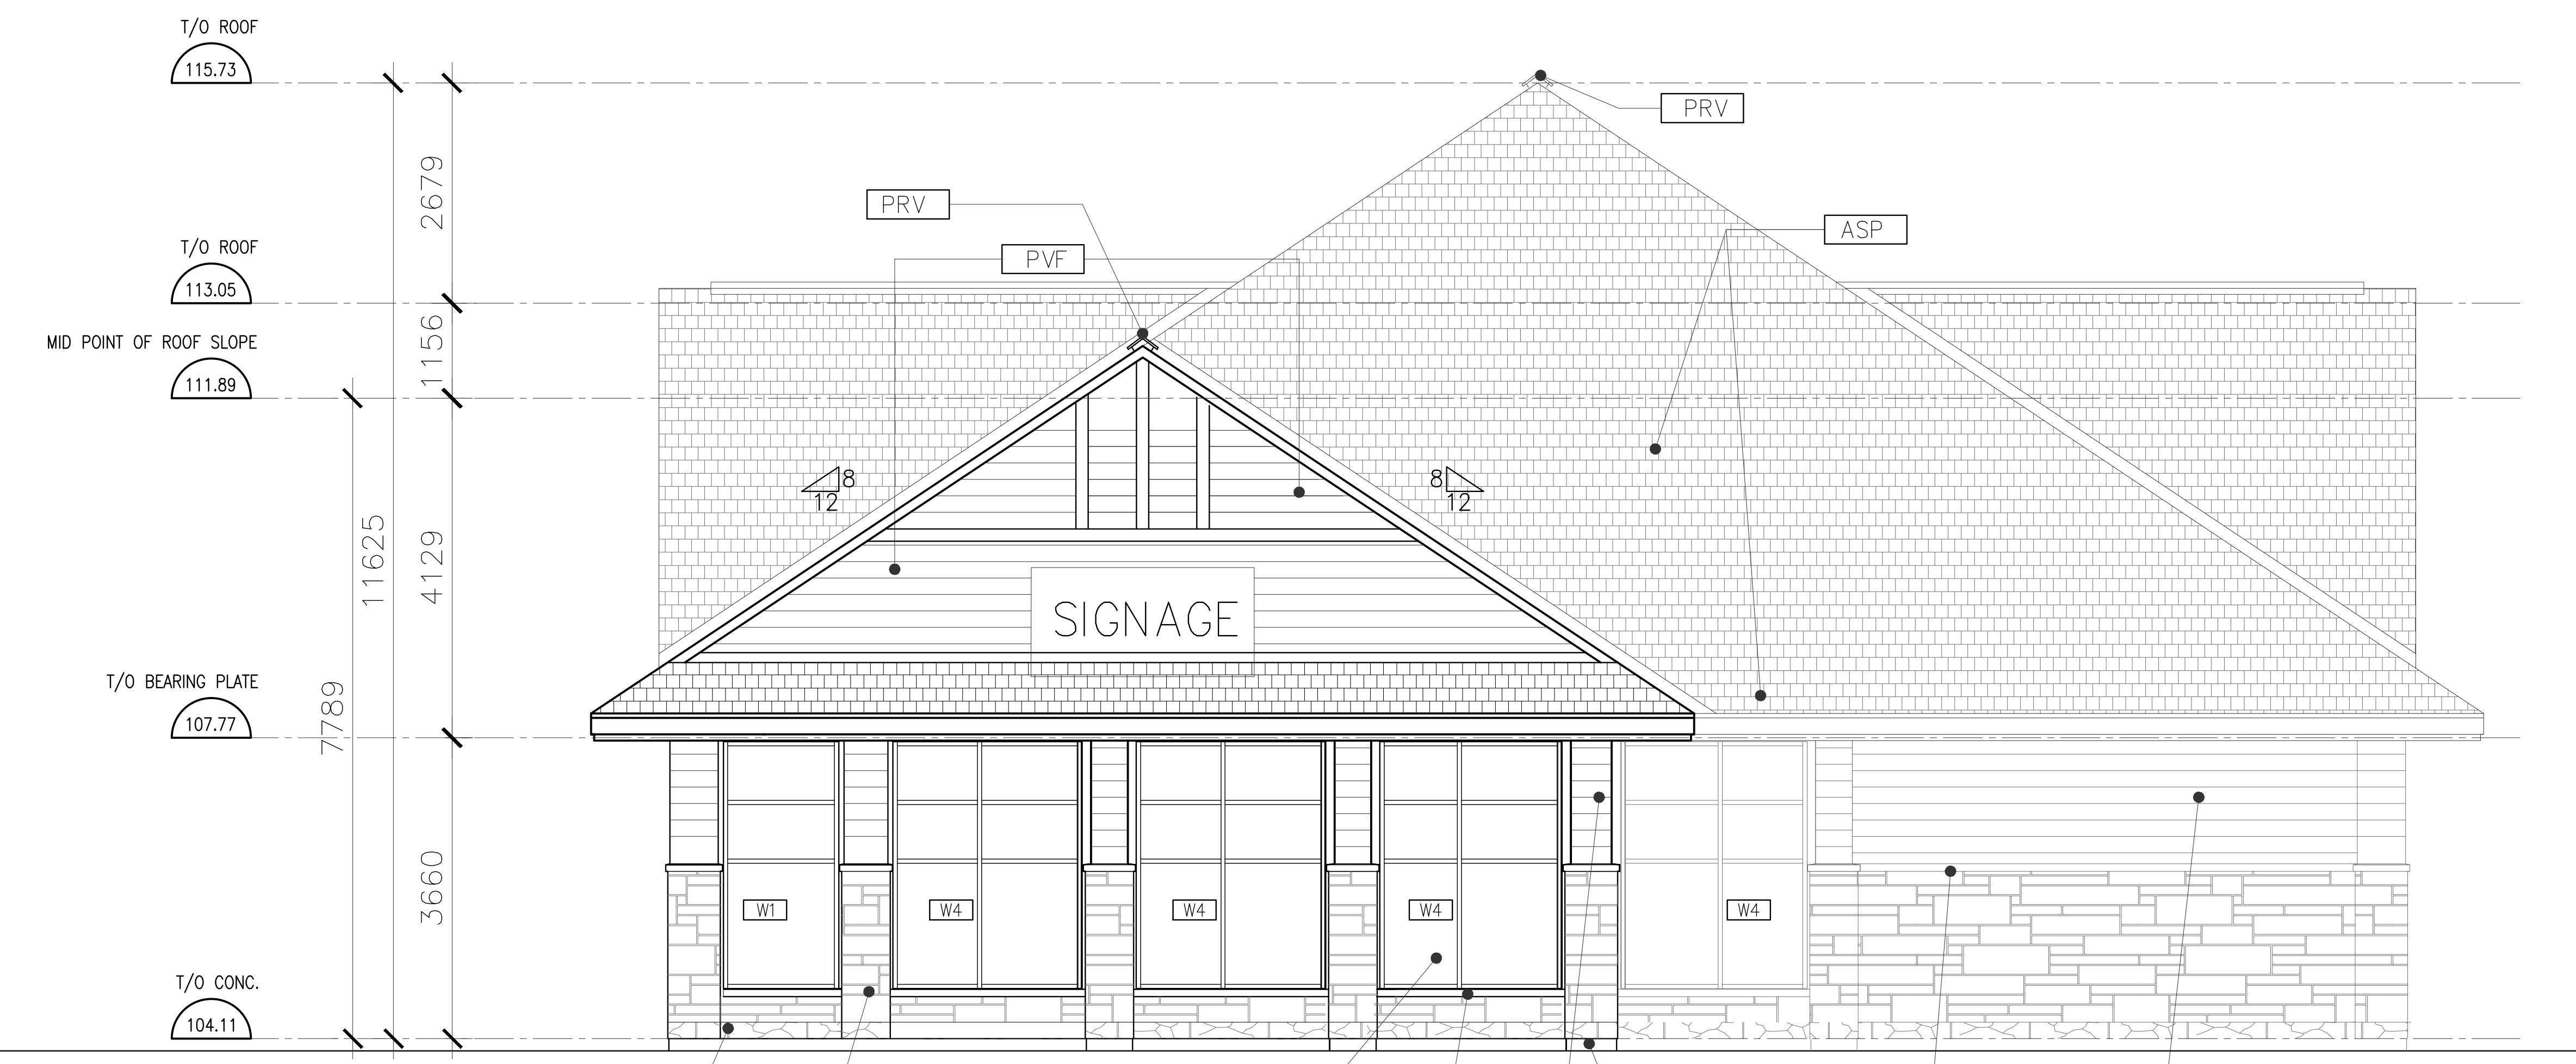 T/O ROOF
115.73
PRV
2679
PRV
ASP
T/O ROOF
PVF
113.05
1156
MID POINT OF ROOF SLOPE
111.89
8
12
8
12
11625
4129
SIGNAGE
T/O BEARING PLATE
107.77
7789
3660
W1
W4
W4
W4
W4
T/O CONC.
104.11